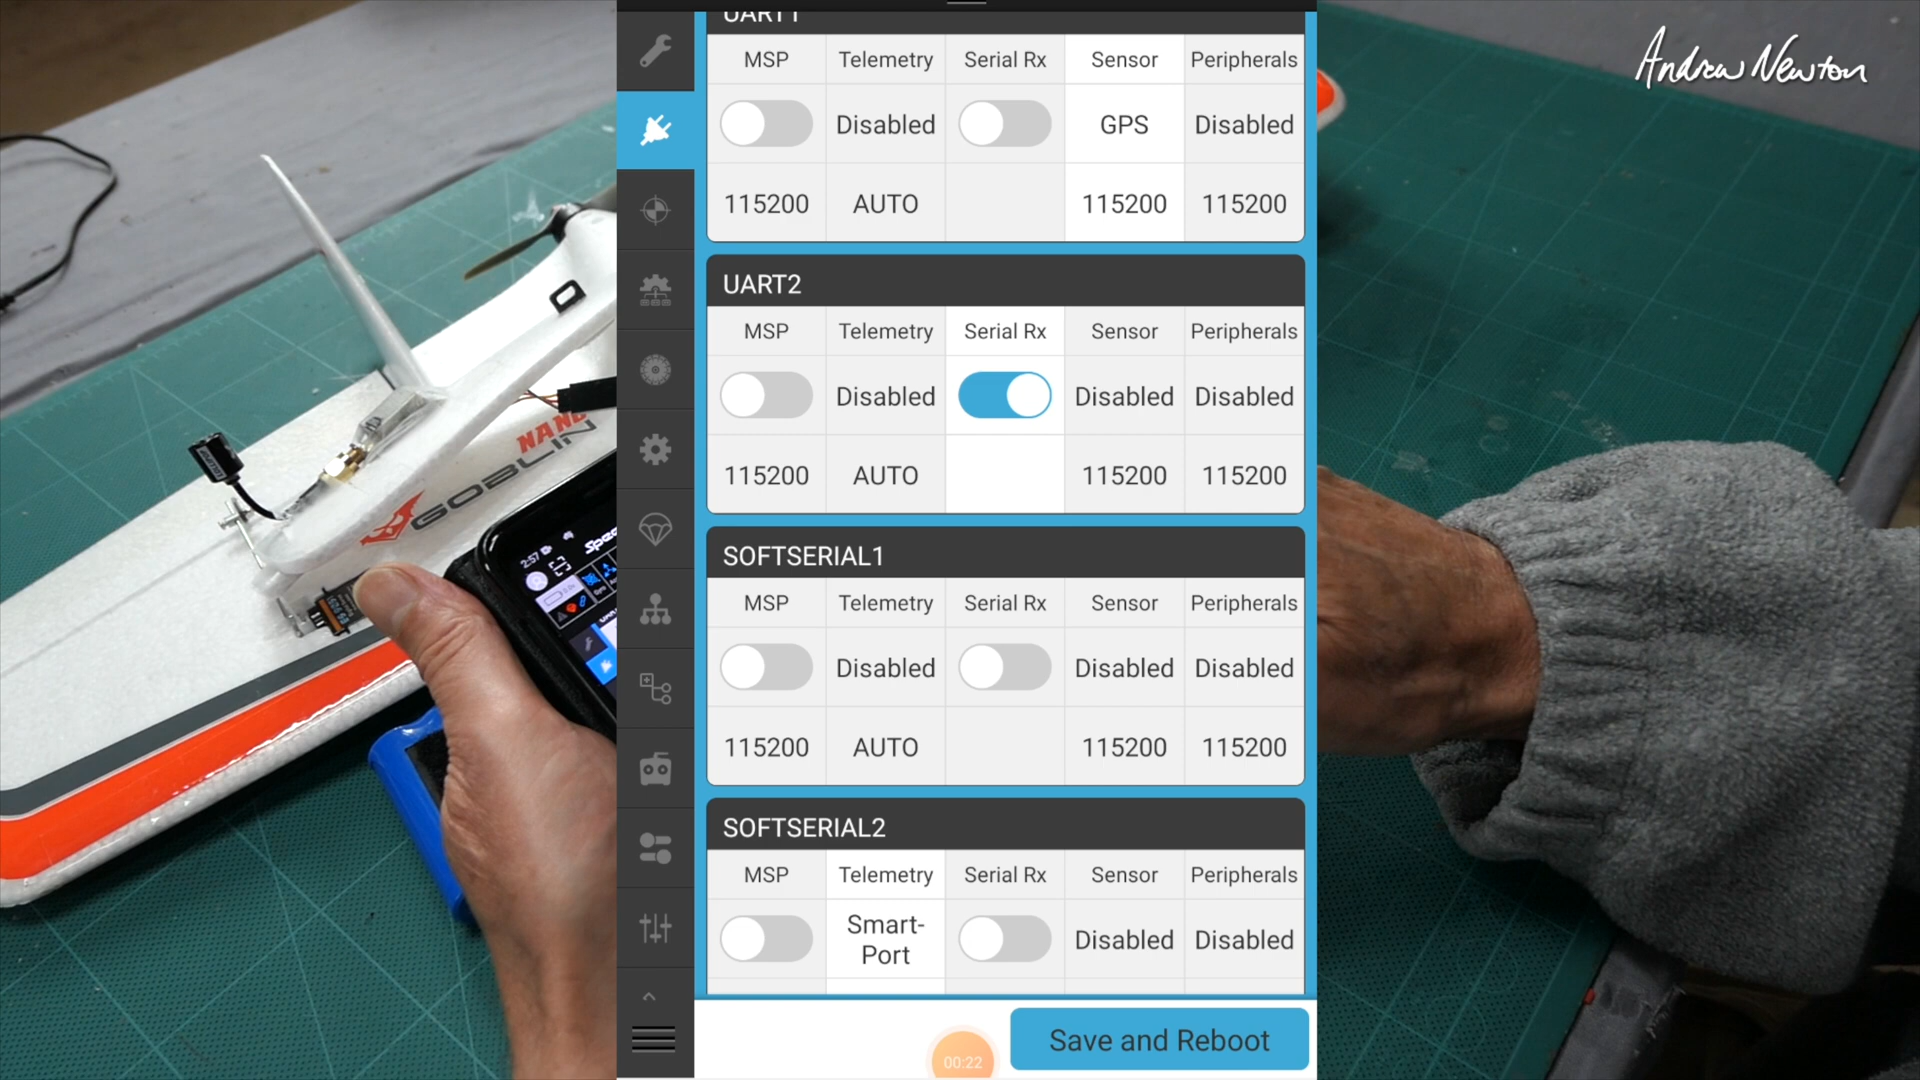 Andrew Newton
UART1
MSP Telemetry Serial Rx Sensor Peripherals
Disabled GPS Disabled
115200 AUTO 115200 115200
UART2
MSP Telemetry Serial Rx Sensor Peripherals
Disabled Disabled Disabled
115200 AUTO 115200 115200
SOFTSERIAL1
MSP Telemetry Serial Rx Sensor Peripherals
Disabled Disabled Disabled
115200 AUTO 115200 115200
SOFTSERIAL2
MSP Telemetry Serial Rx Sensor Peripherals
Smart-
Port Disabled Disabled
Save and Reboot
00:22
NANO
GOBLIN
2:57